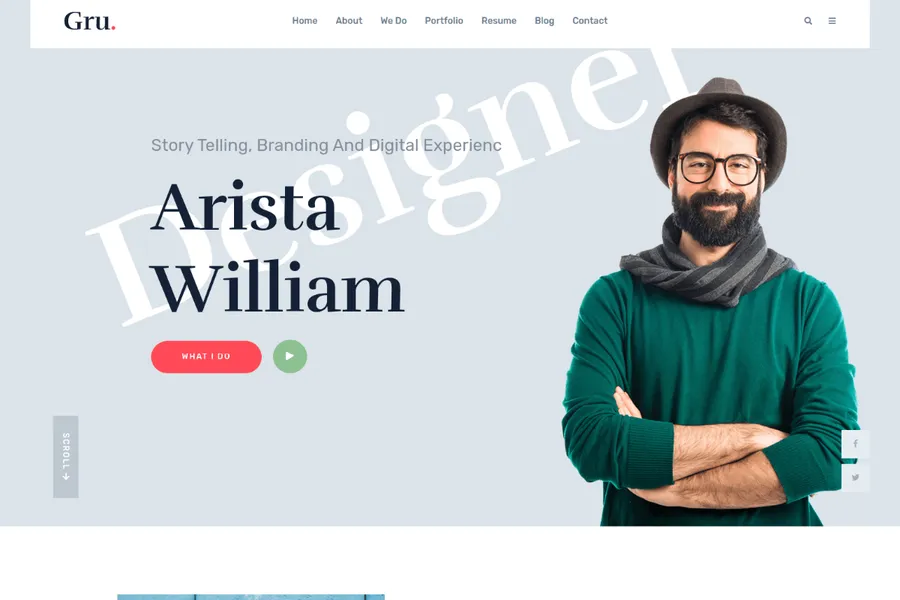 Gru.
Home About We Do Portfolio Resume Blog Contact
Designer
Story Telling, Branding And Digital Experienc
Arista
William
WHAT I DO
SCROLL